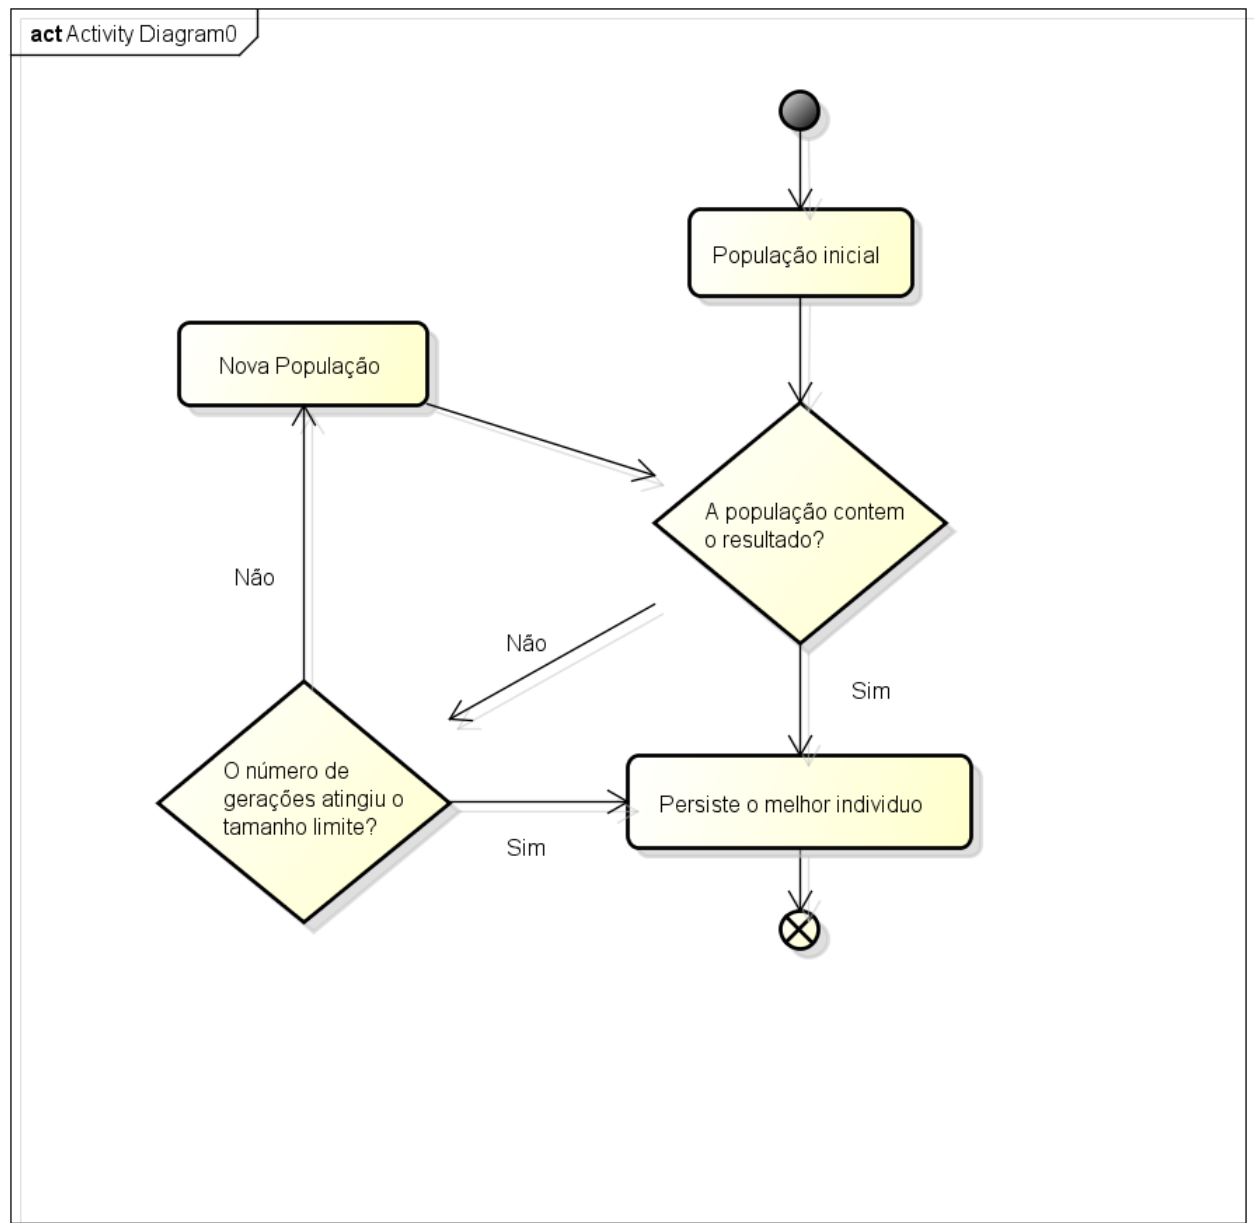 act Activity Diagram0
População inicial
Nova População
A população contem
o resultado?
Não
Não
Sim
O número de
gerações atingiu o
tamanho limite?
Persiste o melhor individuo
Sim